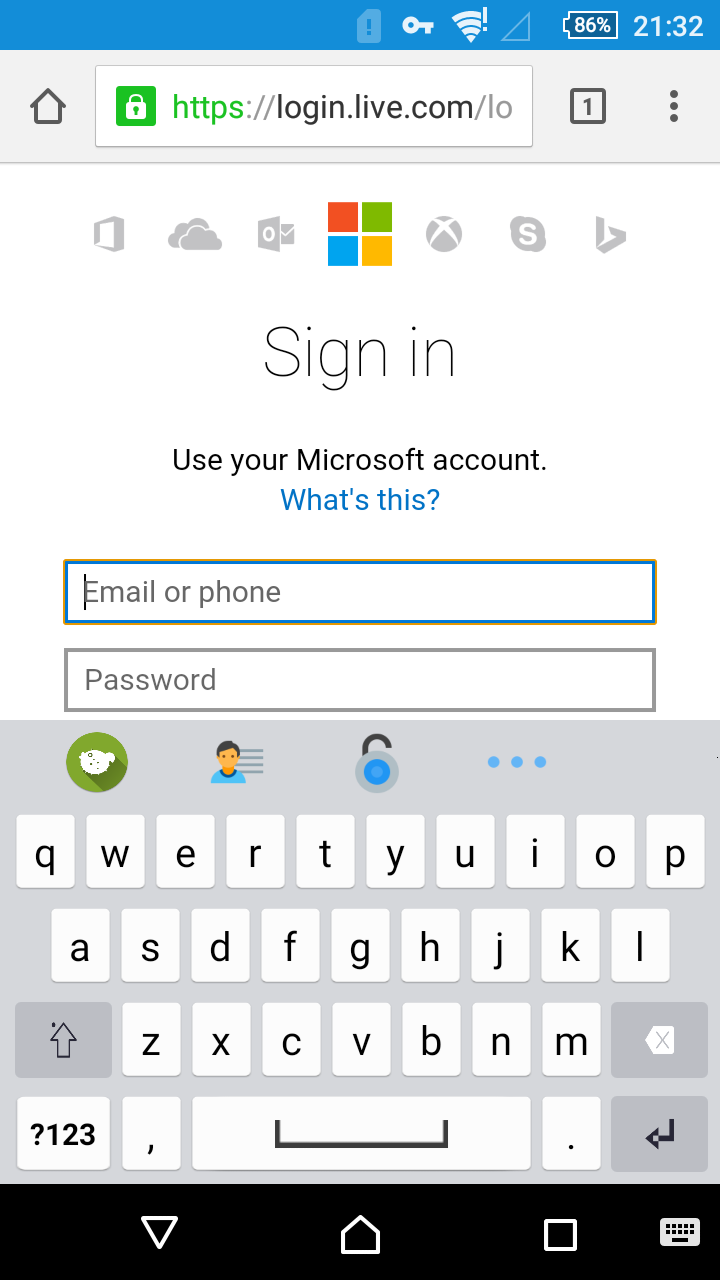 86% 21:32
https://login.live.com/lo 1
Sign in
Use your Microsoft account.
What's this?
Email or phone
Password
q w e r t y u i o p
a s d f g h j k l
z x c v b n m
?123 , .